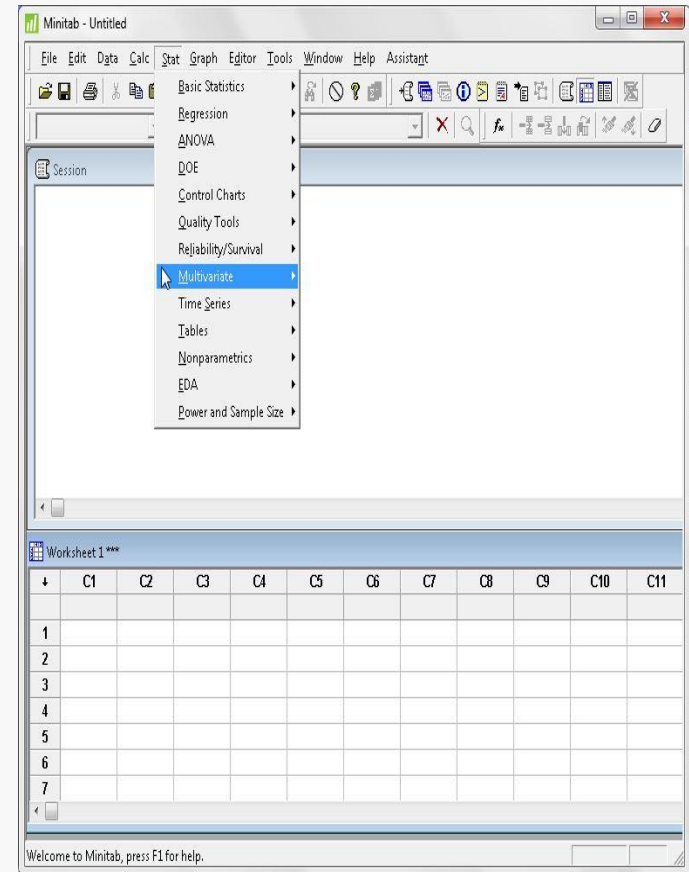 Minitab - Untitled
File Edit Data Calc Stat Graph Editor Tools Window Help Assistant
Basic Statistics
Regression
ANOVA
DOE
Control Charts
Quality Tools
Reliability/Survival
Multivariate
Time Series
Tables
Nonparametrics
EDA
Power and Sample Size
Session
Worksheet 1 ***
C1 C2 C3 C4 C5 C6 C7 C8 C9 C10 C11
1
2
3
4
5
6
7
Welcome to Minitab, press F1 for help.